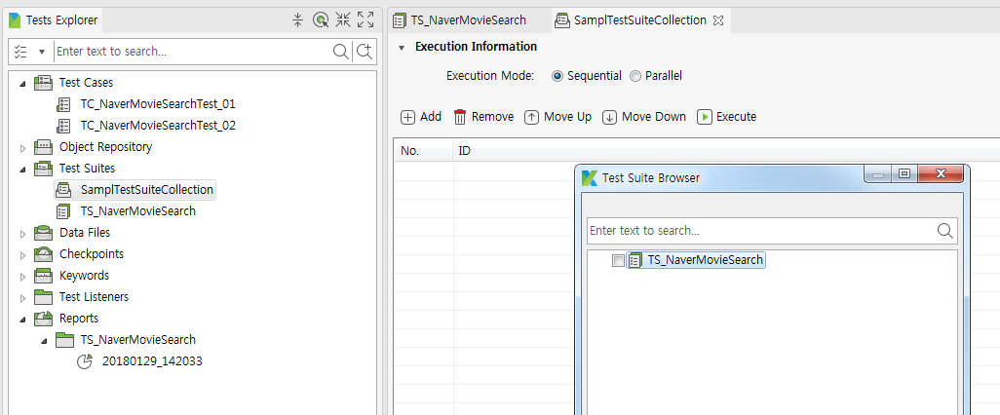 Tests Explorer
Enter text to search...
Test Cases
TC_NaverMovieSearchTest_01
TC_NaverMovieSearchTest_02
Object Repository
Test Suites
SamplTestSuiteCollection
TS_NaverMovieSearch
Data Files
Checkpoints
Keywords
Test Listeners
Reports
TS_NaverMovieSearch
20180129_142033
TS_NaverMovieSearch
SamplTestSuiteCollection
Execution Information
Execution Mode: Sequential Parallel
Add Remove Move Up Move Down Execute
No. ID
Test Suite Browser
Enter text to search...
TS_NaverMovieSearch